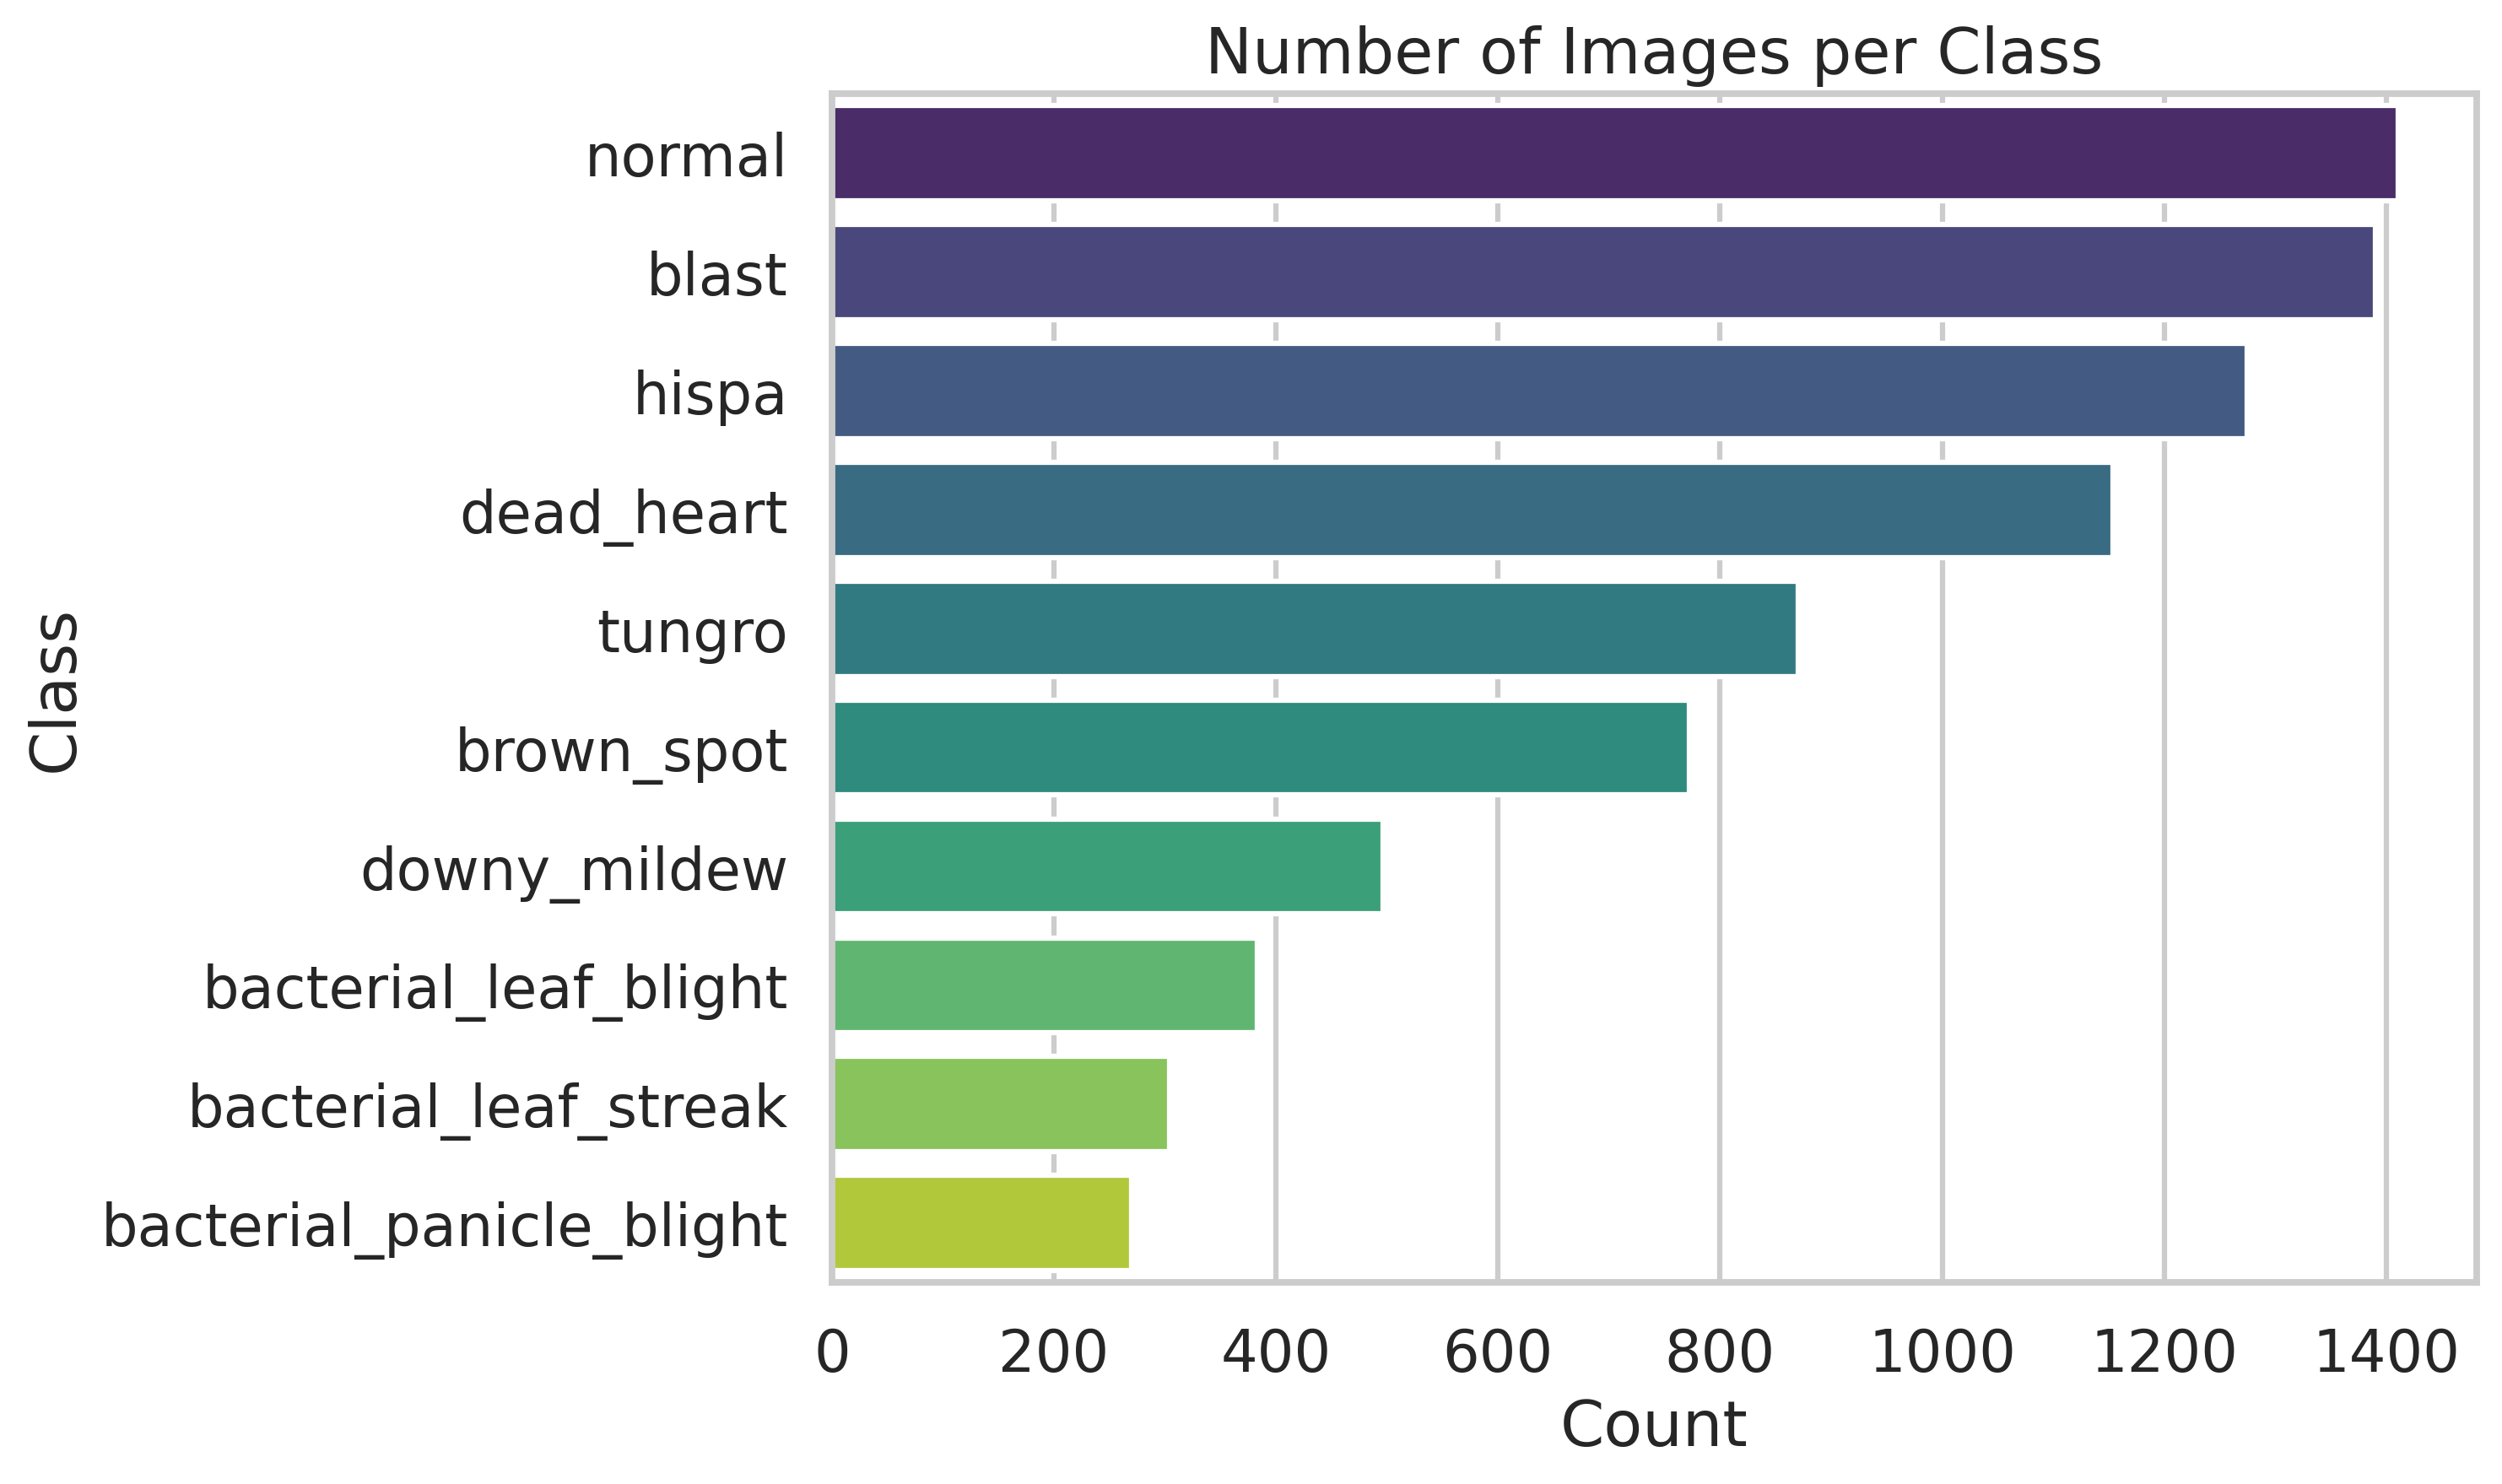 Number of Images per Class
normal
blast
hispa
dead_heart
tungro
brown_spot
downy_mildew
bacterial_leaf_blight
bacterial_leaf_streak
bacterial_panicle_blight
Class
0 200 400 600 800 1000 1200 1400
Count